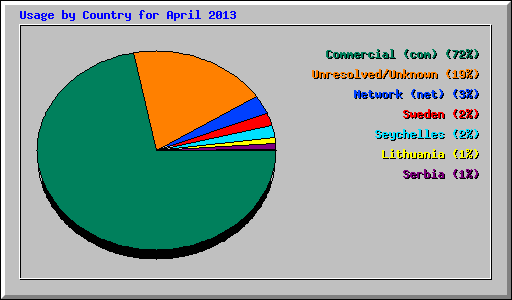 Usage by Country for April 2013
Commercial (com) (72%)
Unresolved/Unknown (19%)
Network (net) (3%)
Sweden (2%)
Seychelles (2%)
Lithuania (1%)
Serbia (1%)